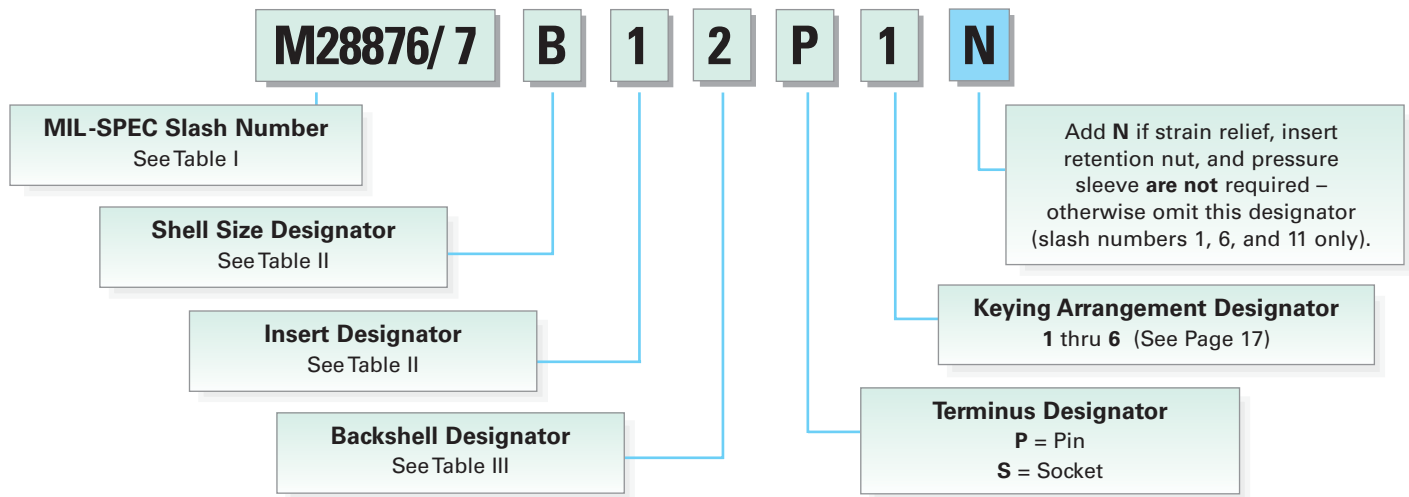 M28876/ 7 B 1 2 P 1 N
MIL-SPEC Slash Number
See Table I
Shell Size Designator
See Table II
Insert Designator
See Table II
Backshell Designator
See Table III
Add N if strain relief, insert
retention nut, and pressure
sleeve are not required –
otherwise omit this designator
(slash numbers 1, 6, and 11 only).
Keying Arrangement Designator
1 thru 6 (See Page 17)
Terminus Designator
P = Pin
S = Socket